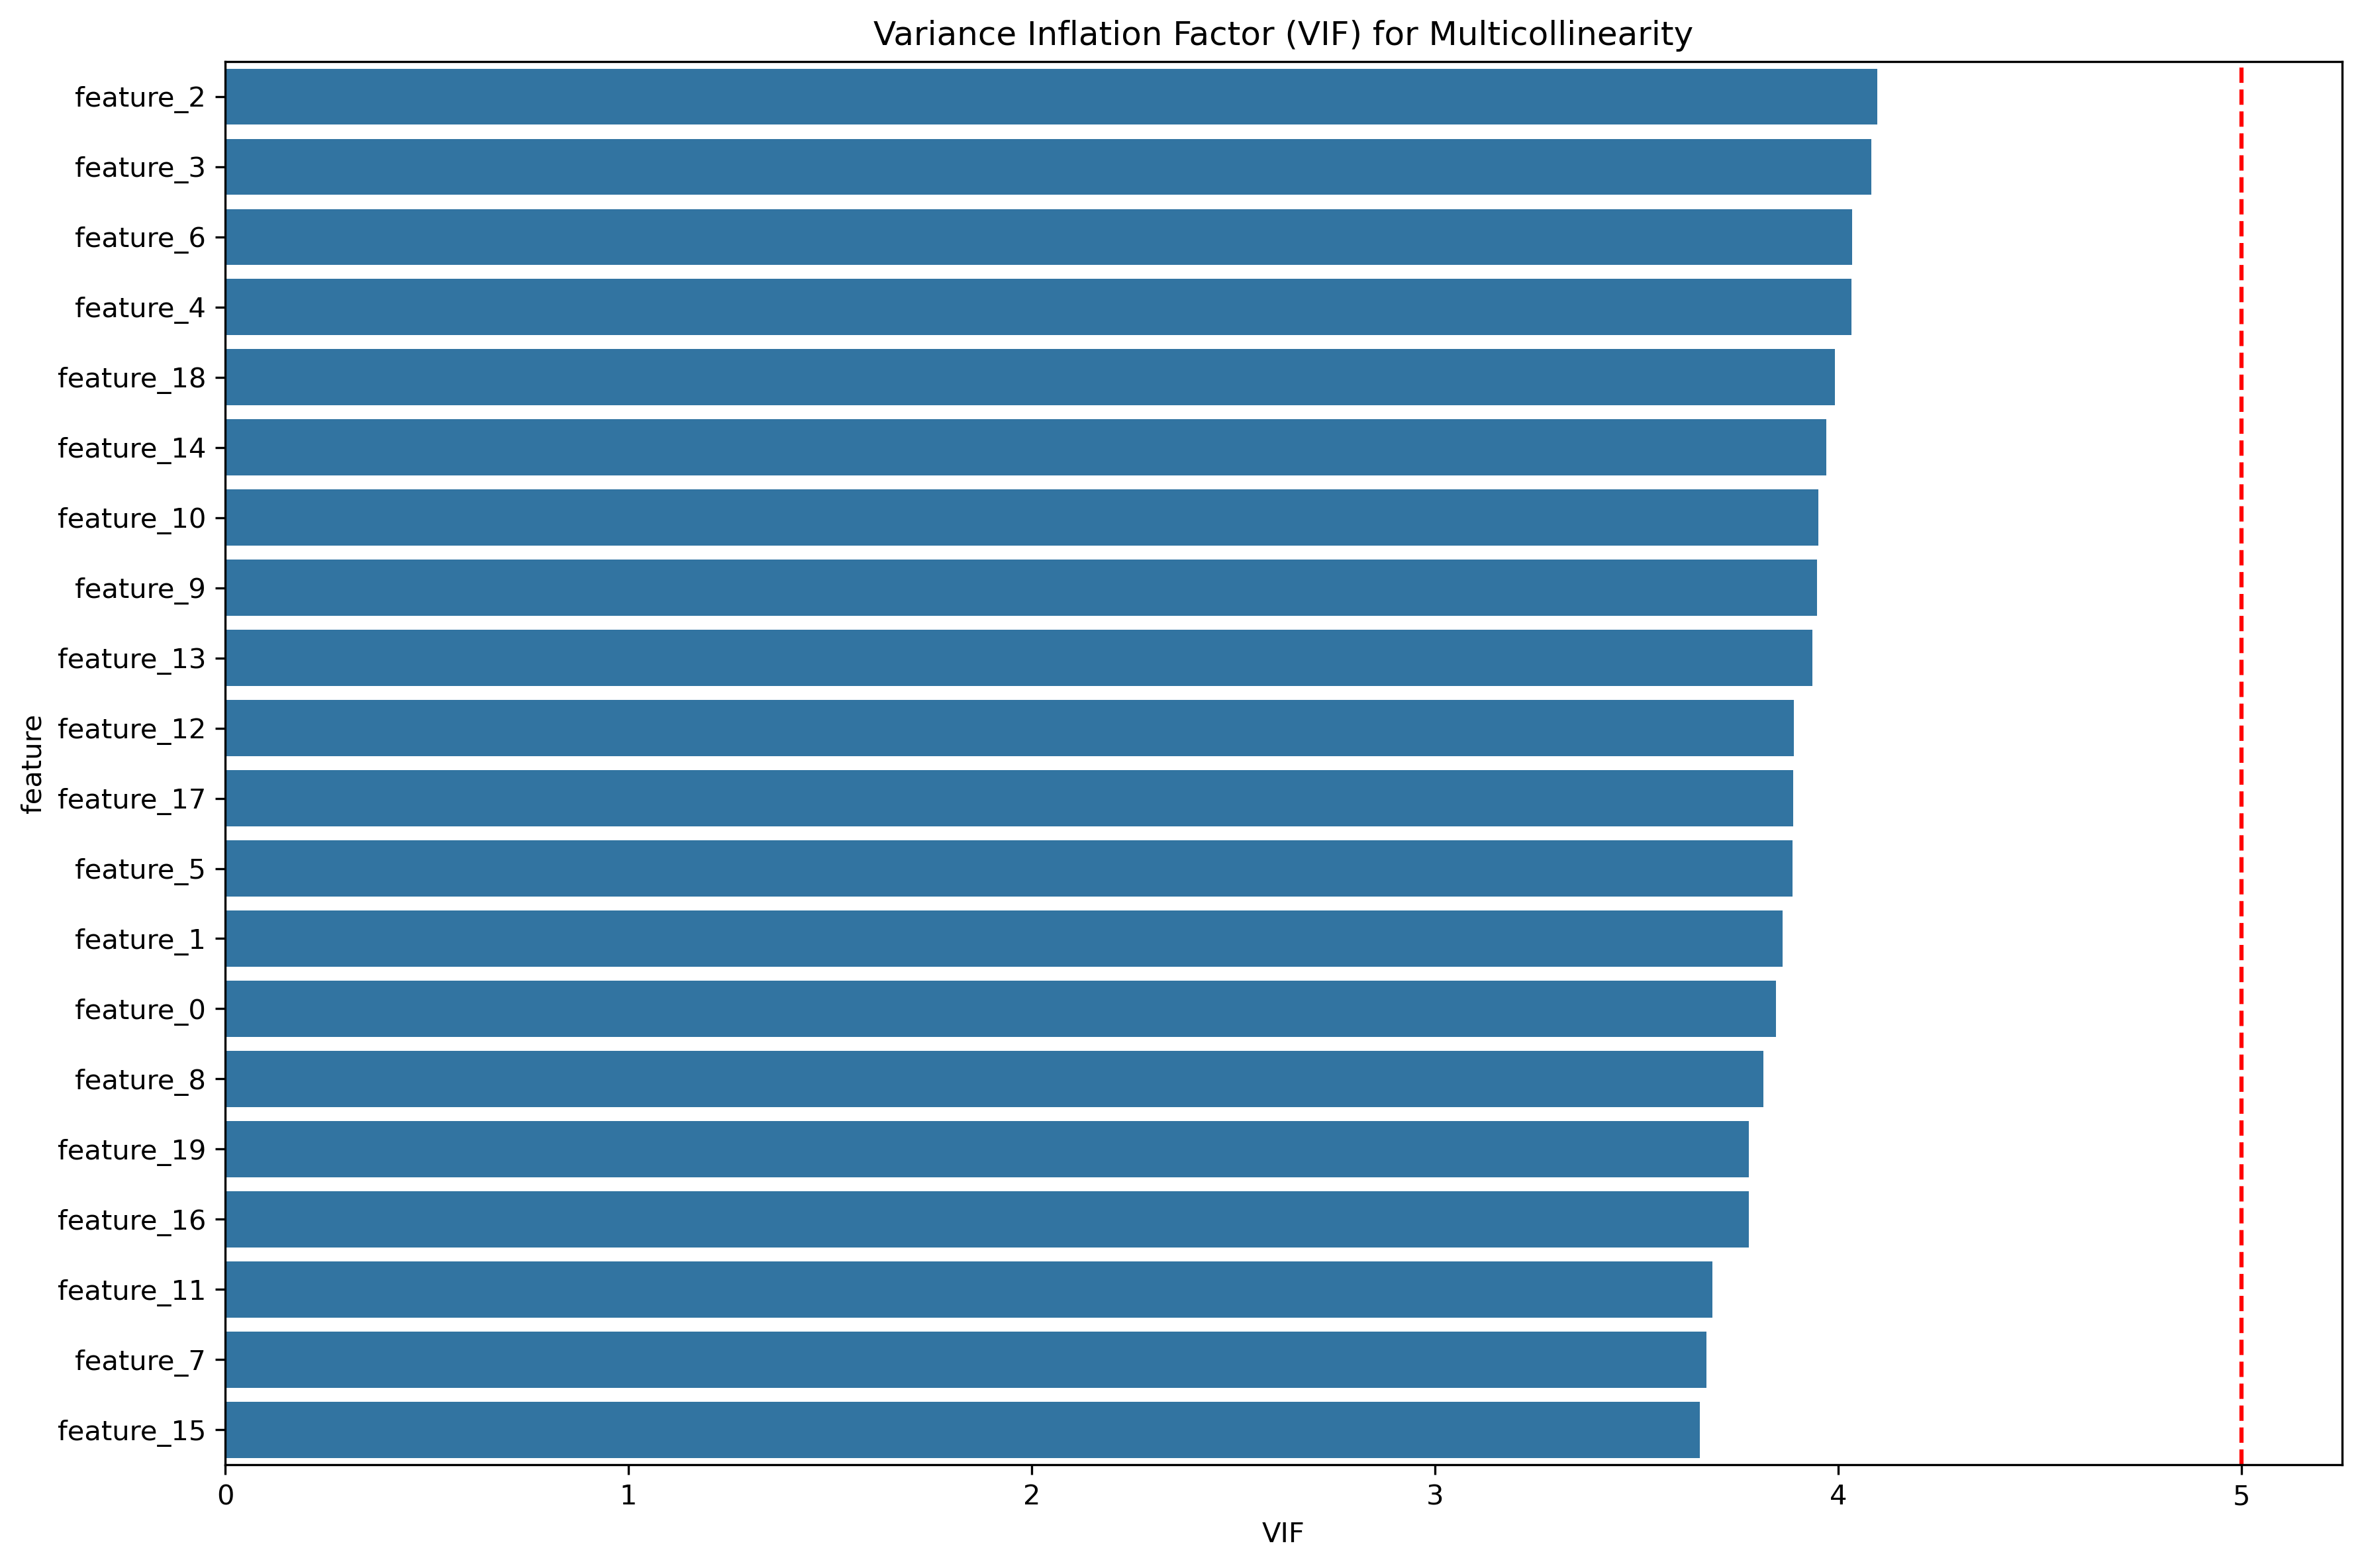 Variance Inflation Factor (VIF) for Multicollinearity
feature_2
feature_3
feature_6
feature_4
feature_18
feature_14
feature_10
feature_9
feature_13
feature_12
feature_17
feature_5
feature_1
feature_0
feature_8
feature_19
feature_16
feature_11
feature_7
feature_15
feature
0 1 2 3 4 5
VIF